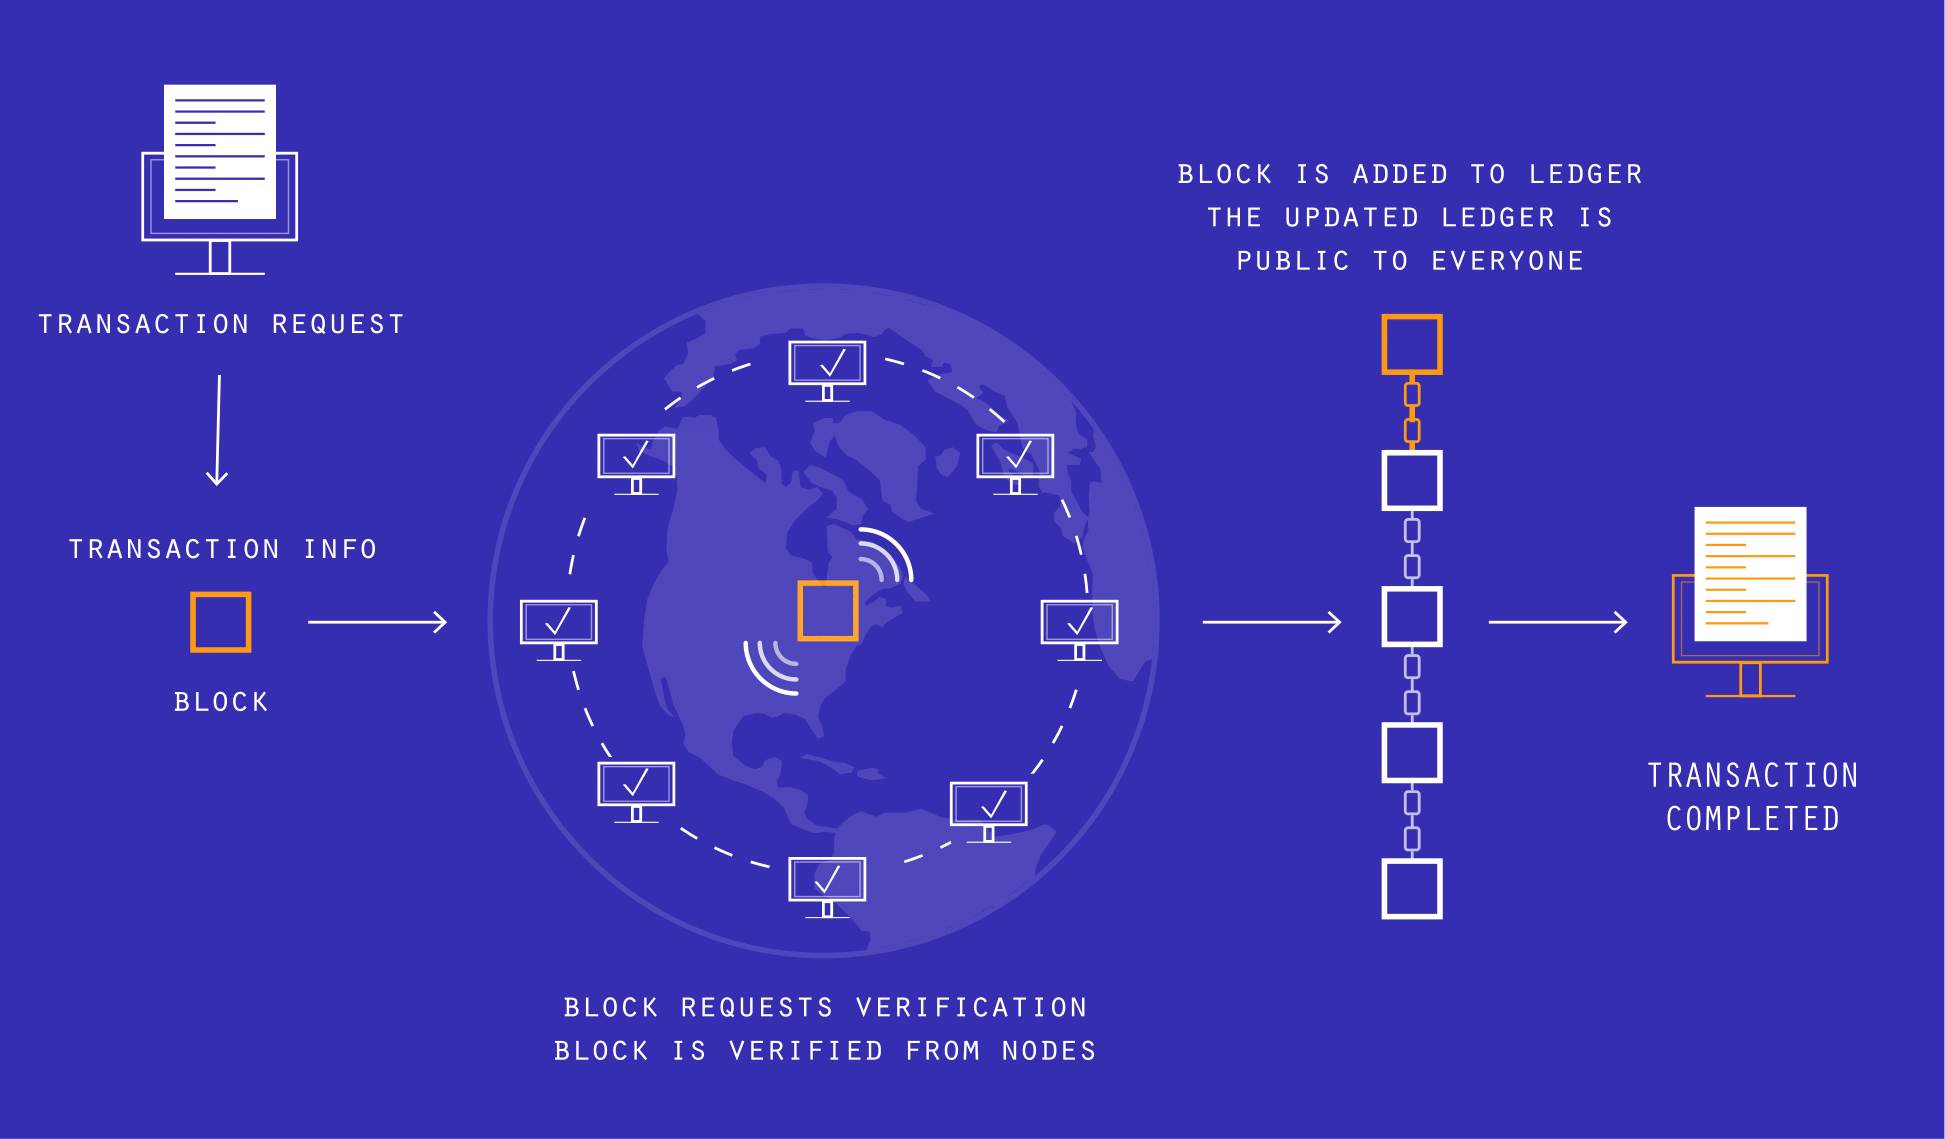 TRANSACTION REQUEST
TRANSACTION INFO
BLOCK
BLOCK REQUESTS VERIFICATION
BLOCK IS VERIFIED FROM NODES
BLOCK IS ADDED TO LEDGER
THE UPDATED LEDGER IS
PUBLIC TO EVERYONE
TRANSACTION
COMPLETED